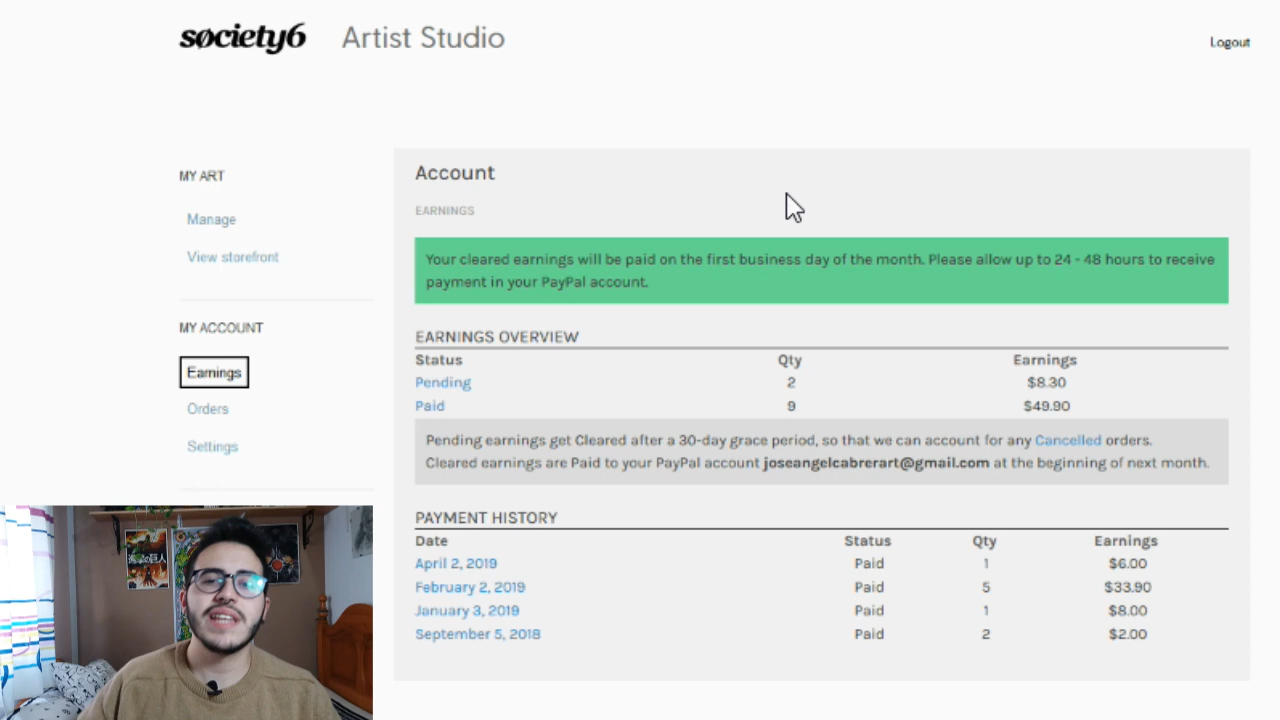 society6 Artist Studio
Logout
MY ART
Manage
View storefront
MY ACCOUNT
Earnings
Orders
Settings
Account
EARNINGS
Your cleared earnings will be paid on the first business day of the month. Please allow up to 24 - 48 hours to receive
payment in your PayPal account.
EARNINGS OVERVIEW
Status Qty Earnings
Pending 2 $8.30
Paid 9 $49.90
Pending earnings get Cleared after a 30-day grace period, so that we can account for any Cancelled orders.
Cleared earnings are Paid to your PayPal account joseangelcabrerart@gmail.com at the beginning of next month.
PAYMENT HISTORY
Date Status Qty Earnings
April 2, 2019 Paid 1 $6.00
February 2, 2019 Paid 5 $33.90
January 3, 2019 Paid 1 $8.00
September 5, 2018 Paid 2 $2.00